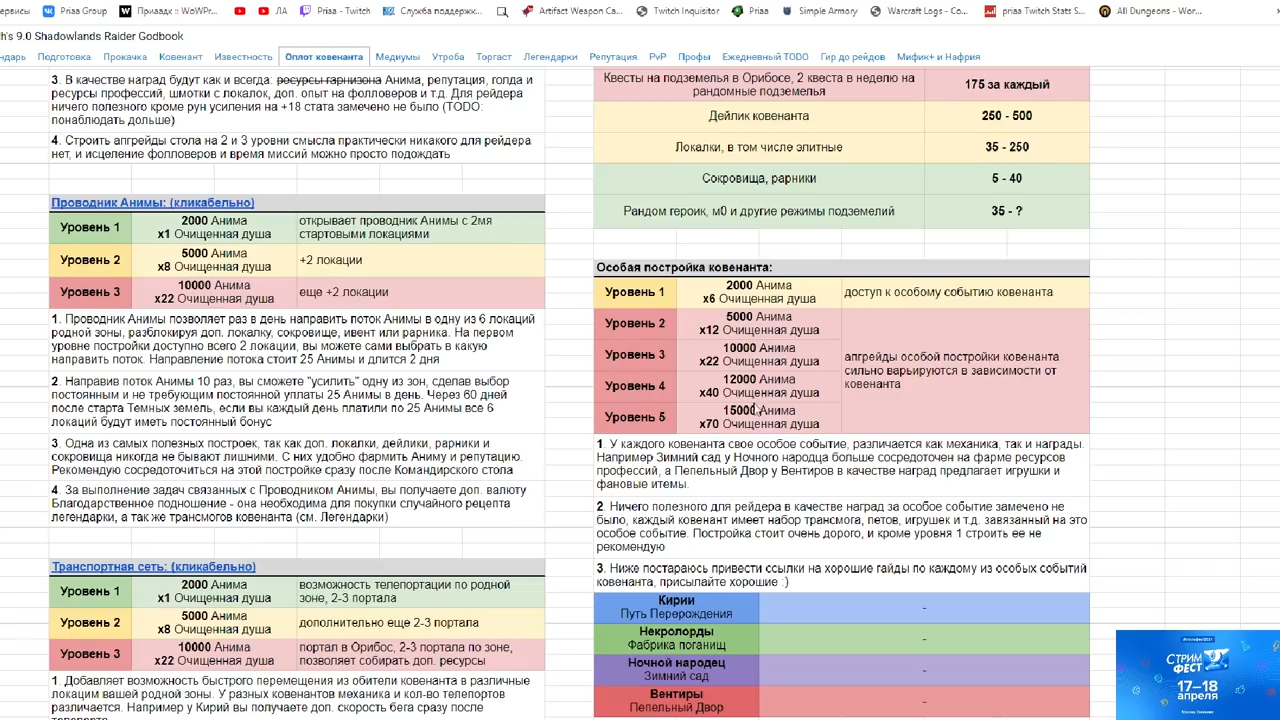 ервисы
Priaa Group
Приаадк :: WoWPr...
ЛА
Priaa - Twitch
Служба поддержк...
Artifact Weapon Ca...
Twitch Inquisitor
Priaa
Simple Armory
Warcraft Logs - Co...
priaa Twitch Stats S...
All Dungeons - Wor...
h's 9.0 Shadowlands Raider Godbook
ндарь Подготовка Прокачка Ковенант Известность Оплот ковенанта Медиумы Утроба Торгаст Легендарки Репутация PvP Профы Ежедневный TODO Гир до рейдов Мифик+ и Нафрия
3. В качестве наград будут как и всегда: ресурсы гарнизона Анима, репутация, голда и
ресурсы профессий, шмотки с локалок, доп. опыт на фолловеров и т.д. Для рейдера
ничего полезного кроме рун усиления на +18 стата замечено не было (TODO:
понаблюдать дольше)
4. Строить апгрейды стола на 2 и 3 уровни смысла практически никакого для рейдера
нет, и исцеление фолловеров и время миссий можно просто подождать
Проводник Анимы: (кликабельно)
Уровень 1
2000 Анима
x1 Очищенная душа
открывает проводник Анимы с 2мя
стартовыми локациями
Уровень 2
5000 Анима
x8 Очищенная душа
+2 локации
Уровень 3
10000 Анима
x22 Очищенная душа
еще +2 локации
1. Проводник Анимы позволяет раз в день направить поток Анимы в одну из 6 локаций
родной зоны, разблокируя доп. локалку, сокровище, ивент или рарника. На первом
уровне постройки доступно всего 2 локации, вы можете сами выбрать в какую
направить поток. Направление потока стоит 25 Анимы и длится 2 дня
2. Направив поток Анимы 10 раз, вы сможете "усилить" одну из зон, сделав выбор
постоянным и не требующим постоянной уплаты 25 Анимы в день. Через 60 дней
после старта Темных земель, если вы каждый день платили по 25 Анимы все 6
локаций будут иметь постоянный бонус
3. Одна из самых полезных построек, так как доп. локалки, дейлики, рарники и
сокровища никогда не бывают лишними. С них удобно фармить Аниму и репутацию.
Рекомендую сосредоточиться на этой постройке сразу после Командирского стола
4. За выполнение задач связанных с Проводником Анимы, вы получаете доп. валюту
Благодарственное подношение - она необходима для покупки случайного рецепта
легендарки, а так же трансмогов ковенанта (см. Легендарки)
Транспортная сеть: (кликабельно)
Уровень 1
2000 Анима
x1 Очищенная душа
возможность телепортации по родной
зоне, 2-3 портала
Уровень 2
5000 Анима
x8 Очищенная душа
дополнительно еще 2-3 портала
Уровень 3
10000 Анима
x22 Очищенная душа
портал в Орибос, 2-3 портала по зоне,
позволяет собирать доп. ресурсы
1. Добавляет возможность быстрого перемещения из обители ковенанта в различные
локации вашей родной зоны. У разных ковенантов механика и кол-во телепортов
различается. Например у Кирий вы получаете доп. скорость бега сразу после
телепорта
Квесты на подземелья в Орибосе, 2 квеста в неделю на
рандомные подземелья
175 за каждый
Дейлик ковенанта
250 - 500
Локалки, в том числе элитные
35 - 250
Сокровища, рарники
5 - 40
Рандом героик, м0 и другие режимы подземелий
35 - ?
Особая постройка ковенанта:
Уровень 1
2000 Анима
x6 Очищенная душа
доступ к особому событию ковенанта
Уровень 2
5000 Анима
x12 Очищенная душа
Уровень 3
10000 Анима
x22 Очищенная душа
Уровень 4
12000 Анима
x40 Очищенная душа
Уровень 5
15000 Анима
x70 Очищенная душа
апгрейды особой постройки ковенанта
сильно варьируются в зависимости от
ковенанта
1. У каждого ковенанта свое особое событие, различается как механика, так и награды.
Например Зимний сад у Ночного народца больше сосредоточен на фарме ресурсов
профессий, а Пепельный Двор у Вентиров в качестве наград предлагает игрушки и
фановые итемы.
2. Ничего полезного для рейдера в качестве наград за особое событие замечено не
было, каждый ковенант имеет набор трансмога, петов, игрушек и т.д. завязанный на это
особое событие. Постройка стоит очень дорого, и кроме уровня 1 строить ее не
рекомендую
3. Ниже постараюсь привести ссылки на хорошие гайды по каждому из особых событий
ковенанта, присылайте хорошие :)
Кирии
Путь Перерождения
-
Некролорды
Фабрика поганищ
-
Ночной народец
Зимний сад
-
Вентиры
Пепельный Двор
-
СТРИМ
ФЕСТ
17–18
апреля